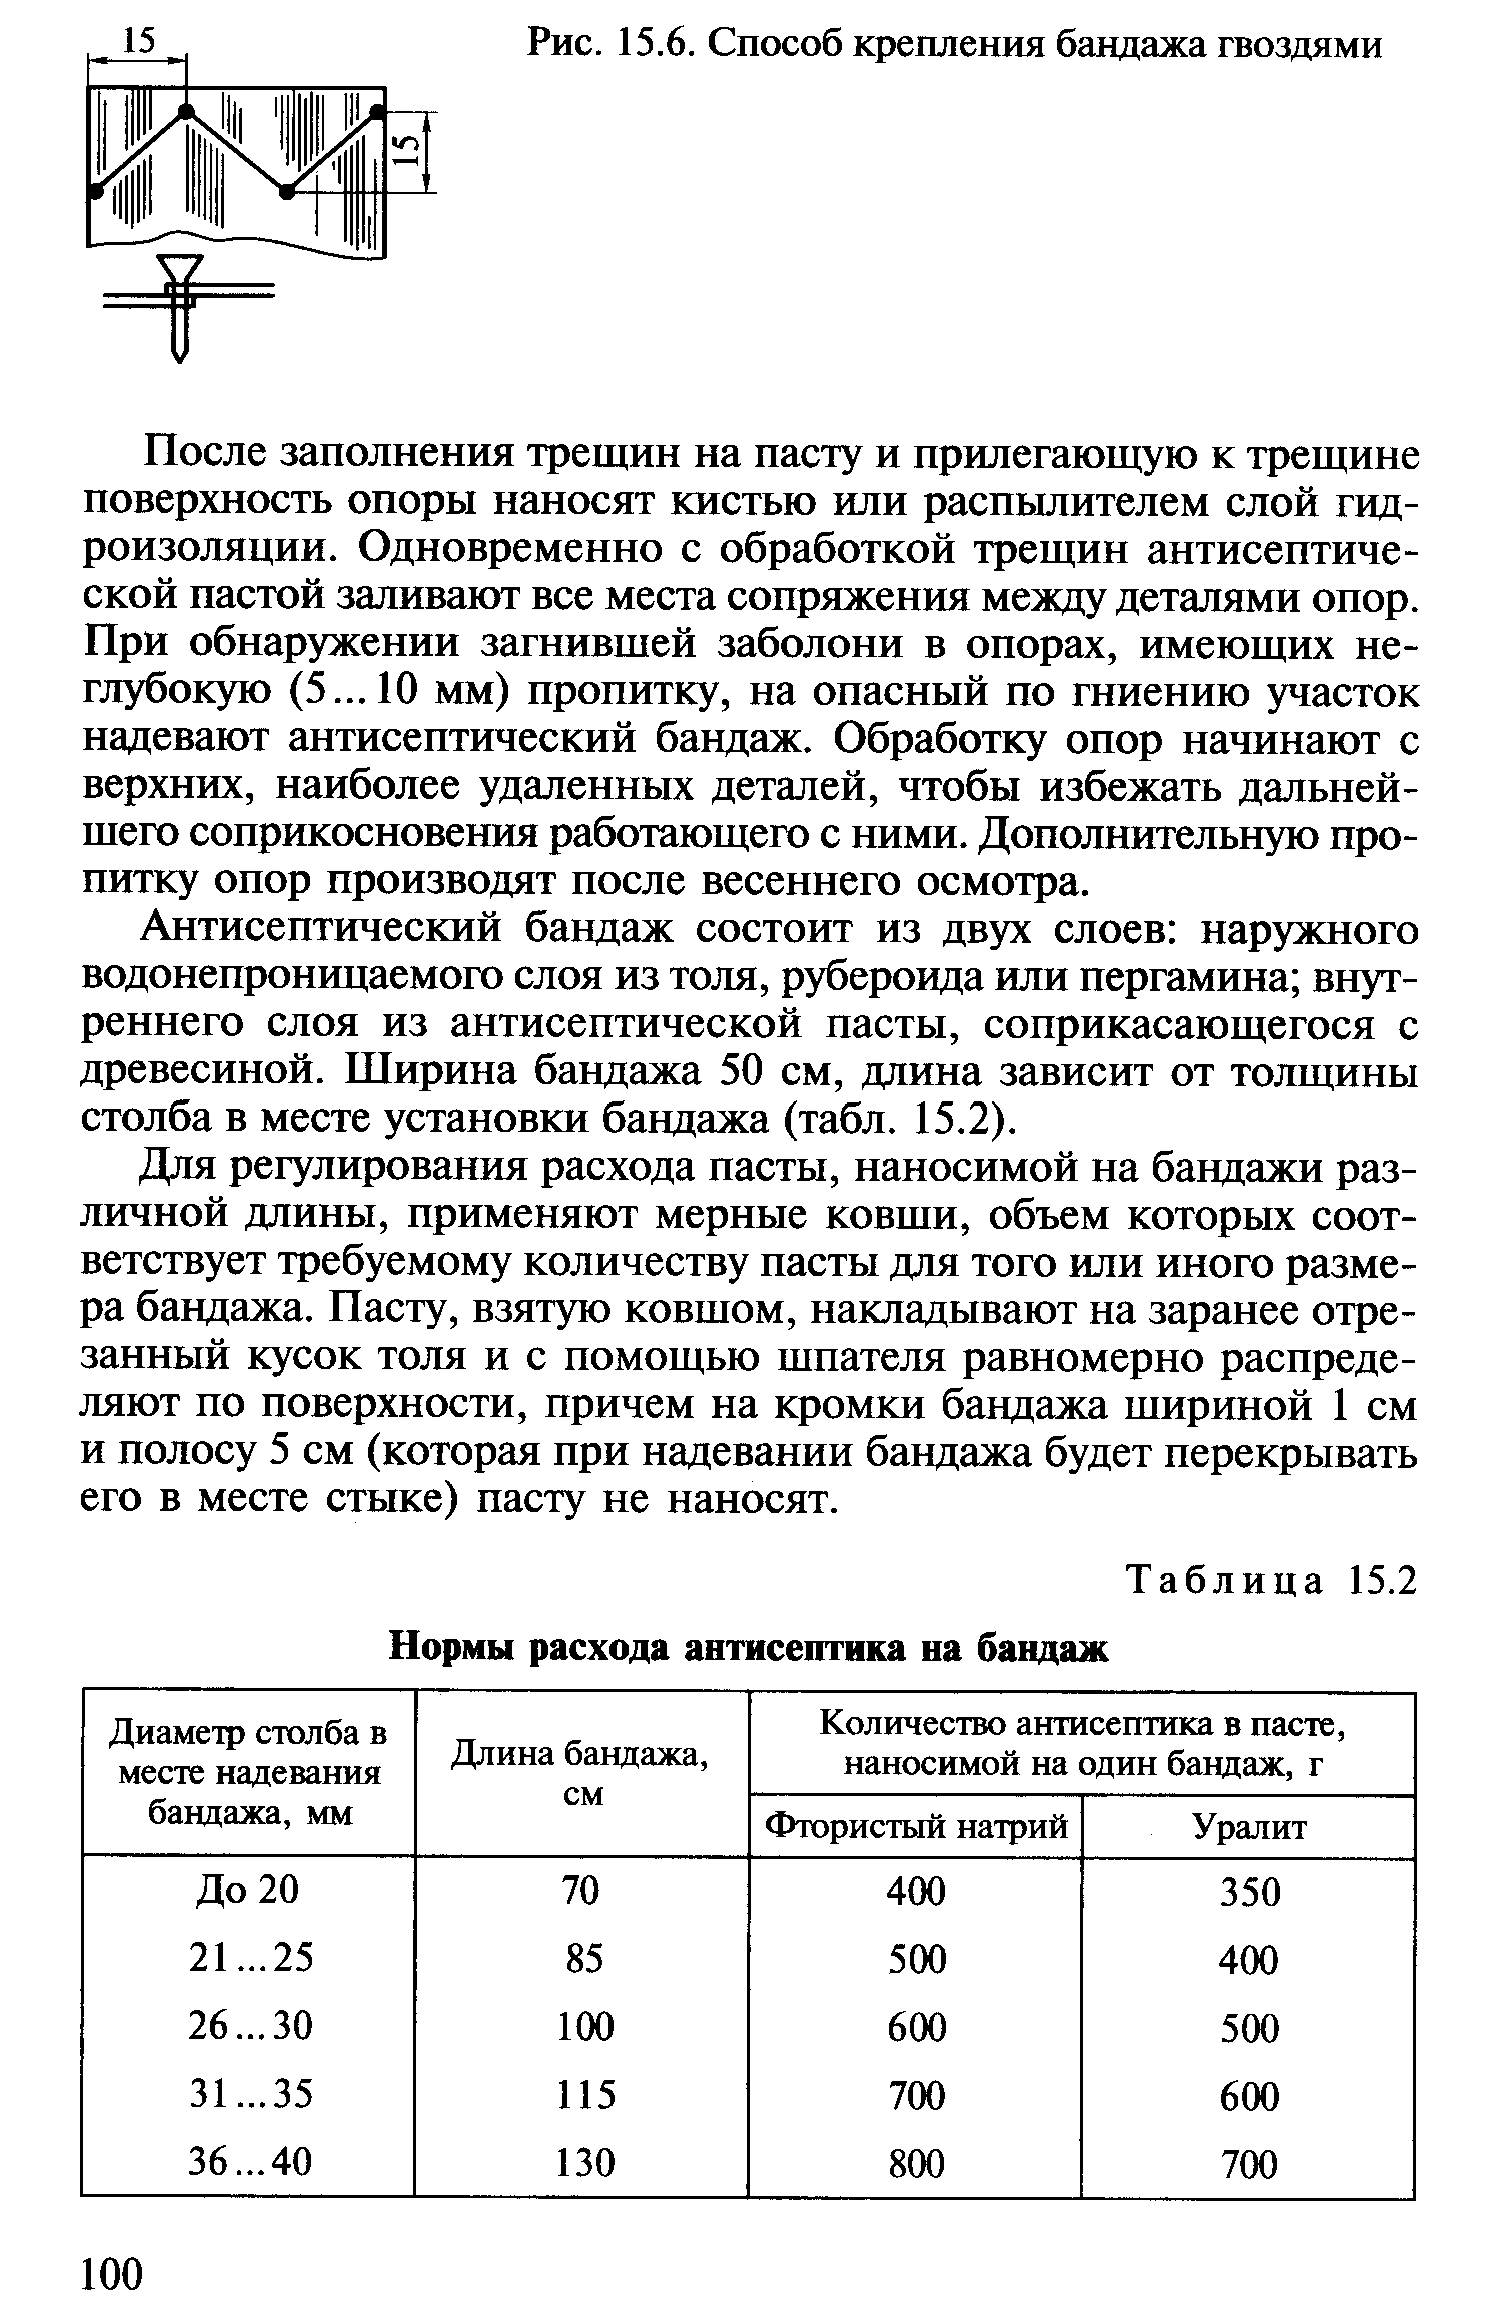 15
Рис. 15.6. Способ крепления бандажа гвоздями
15
После заполнения трещин на пасту и прилегающую к трещине
поверхность опоры наносят кистью или распылителем слой гид-
роизоляции. Одновременно с обработкой трещин антисептиче-
ской пастой заливают все места сопряжения между деталями опор.
При обнаружении загнившей заболони в опорах, имеющих не-
глубокую (5... 10 мм) пропитку, на опасный по гниению участок
надевают антисептический бандаж. Обработку опор начинают с
верхних, наиболее удаленных деталей, чтобы избежать дальней-
шего соприкосновения работающего с ними. Дополнительную про-
питку опор производят после весеннего осмотра.
Антисептический бандаж состоит из двух слоев: наружного
водонепроницаемого слоя из толя, рубероида или пергамина; внут-
реннего слоя из антисептической пасты, соприкасающегося с
древесиной. Ширина бандажа 50 см, длина зависит от толщины
столба в месте установки бандажа (табл. 15.2).
Для регулирования расхода пасты, наносимой на бандажи раз-
личной длины, применяют мерные ковши, объем которых соот-
ветствует требуемому количеству пасты для того или иного разме-
ра бандажа. Пасту, взятую ковшом, накладывают на заранее отре-
занный кусок толя и с помощью шпателя равномерно распреде-
ляют по поверхности, причем на кромки бандажа шириной 1 см
и полосу 5 см (которая при надевании бандажа будет перекрывать
его в месте стыке) пасту не наносят.
Таблица 15.2
Нормы расхода антисептика на бандаж
Диаметр столба в
месте надевания
бандажа, мм
Длина бандажа,
см
Количество антисептика в пасте,
наносимой на один бандаж, г
Фтористый натрий
Уралит
До 20 70 400 350
21...25 85 500 400
26...30 100 600 500
31...35 115 700 600
36...40 130 800 700
100